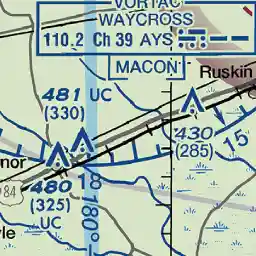 VORTAC
WAYCROSS
110.2 Ch 39 AYS
MACON
Ruskin
481 UC
(330)
430
(285)
15°
nor
84
480
(325)
UC
180°
yle